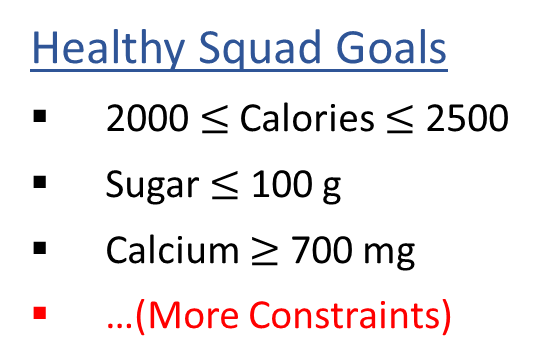 Healthy Squad Goals
▪ 2000 ≤ Calories ≤ 2500
▪ Sugar ≤ 100 g
▪ Calcium ≥ 700 mg
▪ …(More Constraints)